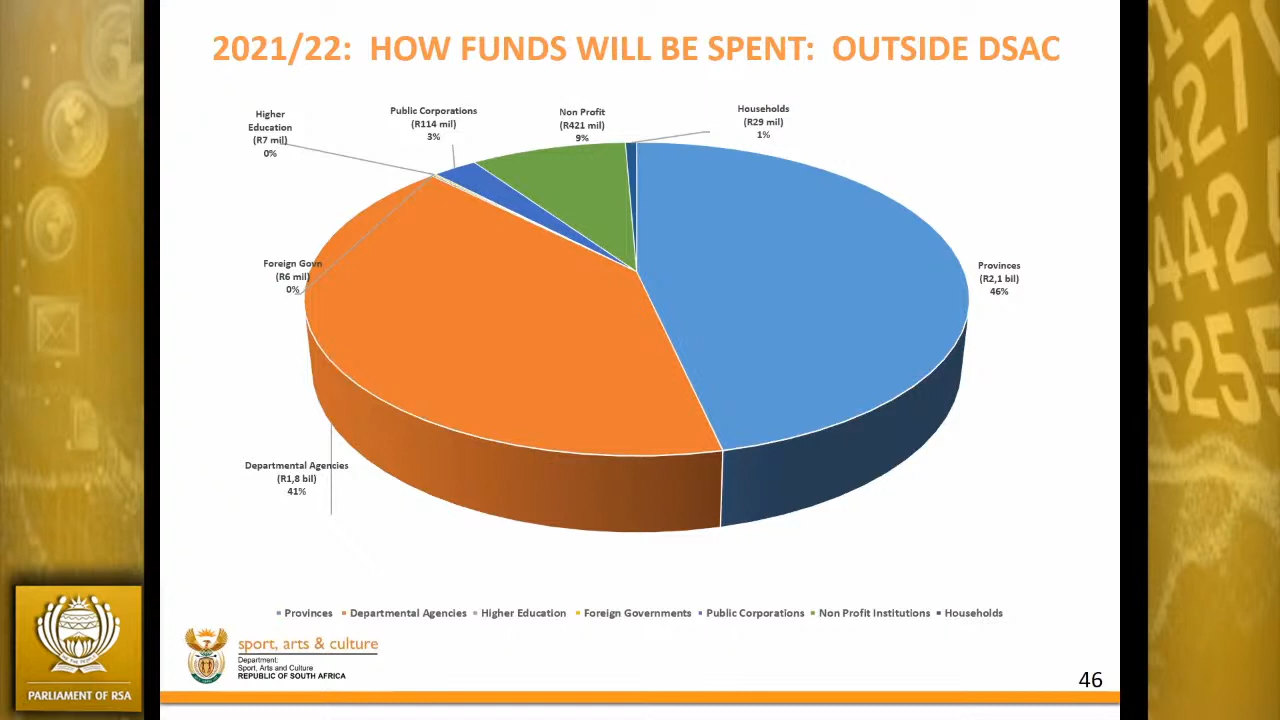 2021/22: HOW FUNDS WILL BE SPENT: OUTSIDE DSAC
Higher
Education
(R7 mil)
0%
Public Corporations
(R114 mil)
3%
Non Profit
(R421 mil)
9%
Households
(R29 mil)
1%
Foreign Govn
(R6 mil)
0%
Provinces
(R2,1 bil)
46%
Departmental Agencies
(R1,8 bil)
41%
Provinces Departmental Agencies Higher Education Foreign Governments Public Corporations Non Profit Institutions Households
sport, arts & culture
Department:
Sport, Arts and Culture
REPUBLIC OF SOUTH AFRICA
46
PARLIAMENT OF RSA